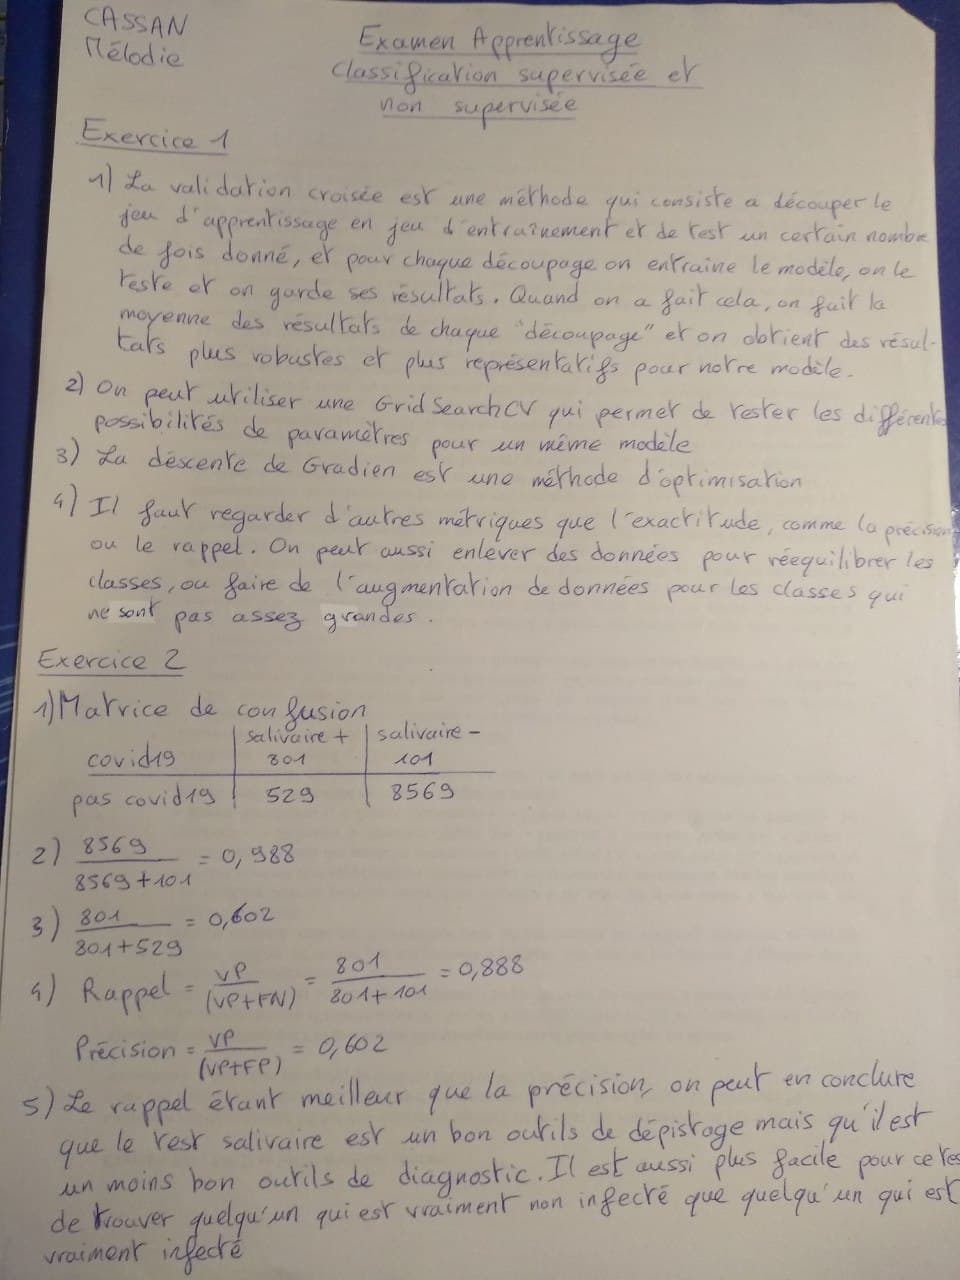 CASSAN
Mélodie
Examen Apprentissage
Classification supervisée et
non supervisée
Exercice 1
1) La validation croisée est une méthode qui consiste a découper le
jeu d'apprentissage en jeu d'entraînement et de test un certain nombre
de fois donné, et pour chaque découpage on entraine le modèle, on le
teste et on garde ses résultats. Quand on a fait cela, on fait la
moyenne des résultats de chaque "découpage" et on obtient des résul-
tats plus robustes et plus représentatifs pour notre modèle.
2) On peut utiliser une GridSearchCV qui permet de tester les différentes
possibilités de paramètres pour un même modèle
3) La déscente de Gradien est une méthode d'optimisation
4) Il faut regarder d'autres métriques que l'exactitude, comme la précision
ou le rappel. On peut aussi enlever des données pour rééquilibrer les
classes, ou faire de l'augmentation de données pour les classes qui
ne sont pas assez grandes.
Exercice 2
1) Matrice de confusion
salivaire + salivaire -
covid19 801 101
pas covid19 529 8569
2) 8569 / 8569+101 = 0,988
3) 801 / 801+529 = 0,602
4) Rappel = VP / (VP+FN) = 801 / 801+101 = 0,888
Précision = VP / (VP+FP) = 0,602
5) Le rappel étant meilleur que la précision, on peut en conclure
que le test salivaire est un bon outils de dépistage mais qu'il est
un moins bon outils de diagnostic. Il est aussi plus facile pour ce tes
de trouver quelqu'un qui est vraiment non infecté que quelqu'un qui est
vraiment infecté